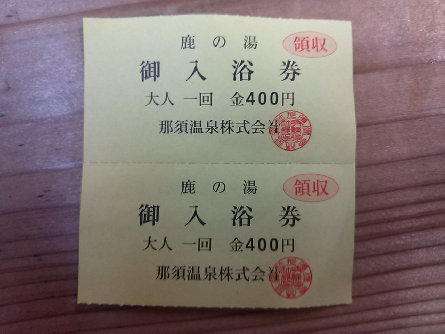 鹿の湯
領収
御入浴券
大人 一回 金400円
那須温泉株式会社
鹿の湯
領収
御入浴券
大人 一回 金400円
那須温泉株式会社